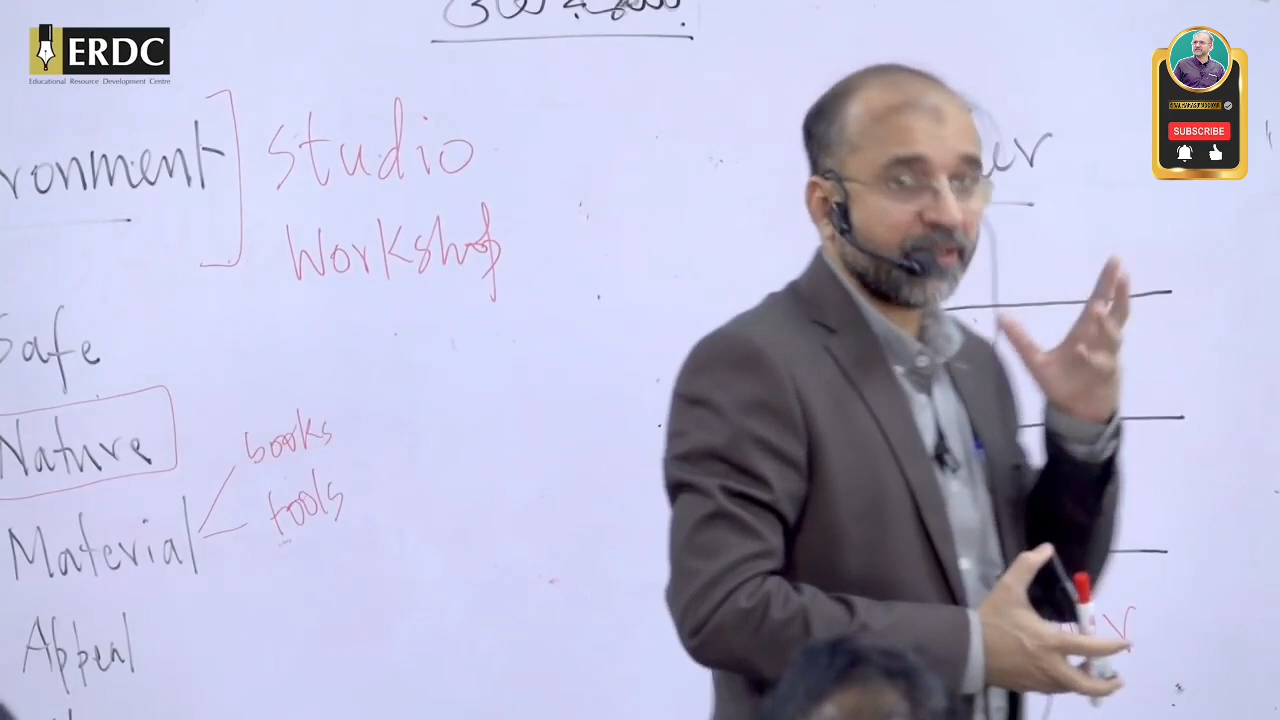 ERDC
Educational Resource Development Centre
SUBSCRIBE
ronment
Studio
Workshop
Safe
Nature
books
Material
tools
Appeal